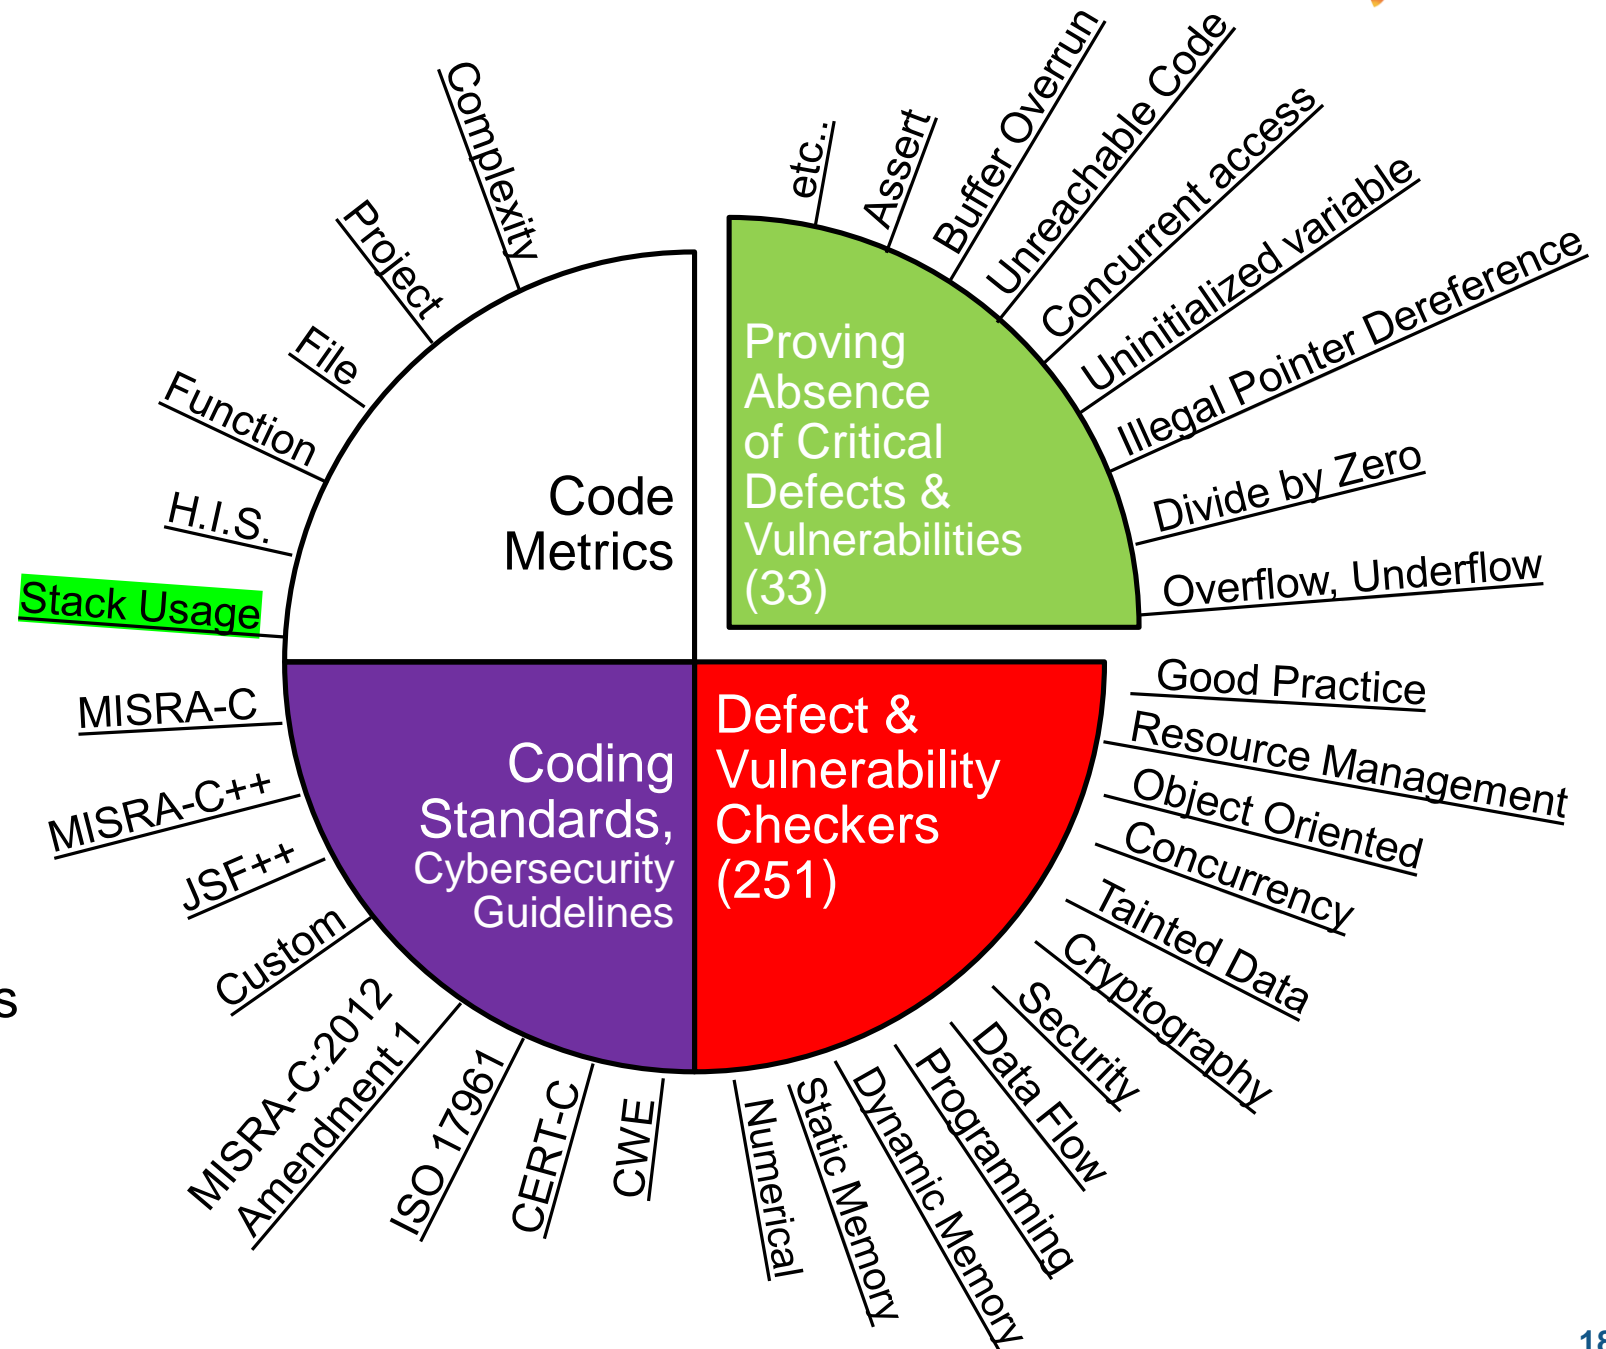 Complexity
Project
File
Function
H.I.S.
Stack Usage
Code
Metrics
etc..
Assert
Buffer Overrun
Unreachable Code
Concurrent access
Uninitialized variable
Illegal Pointer Dereference
Divide by Zero
Overflow, Underflow
Proving
Absence
of Critical
Defects &
Vulnerabilities
(33)
MISRA-C
MISRA-C++
JSF++
Custom
MISRA-C:2012
Amendment 1
ISO 17961
CERT-C
CWE
Coding
Standards,
Cybersecurity
Guidelines
Defect &
Vulnerability
Checkers
(251)
Good Practice
Resource Management
Object Oriented
Concurrency
Tainted Data
Cryptography
Security
Data Flow
Programming
Dynamic Memory
Static Memory
Numerical
s
18